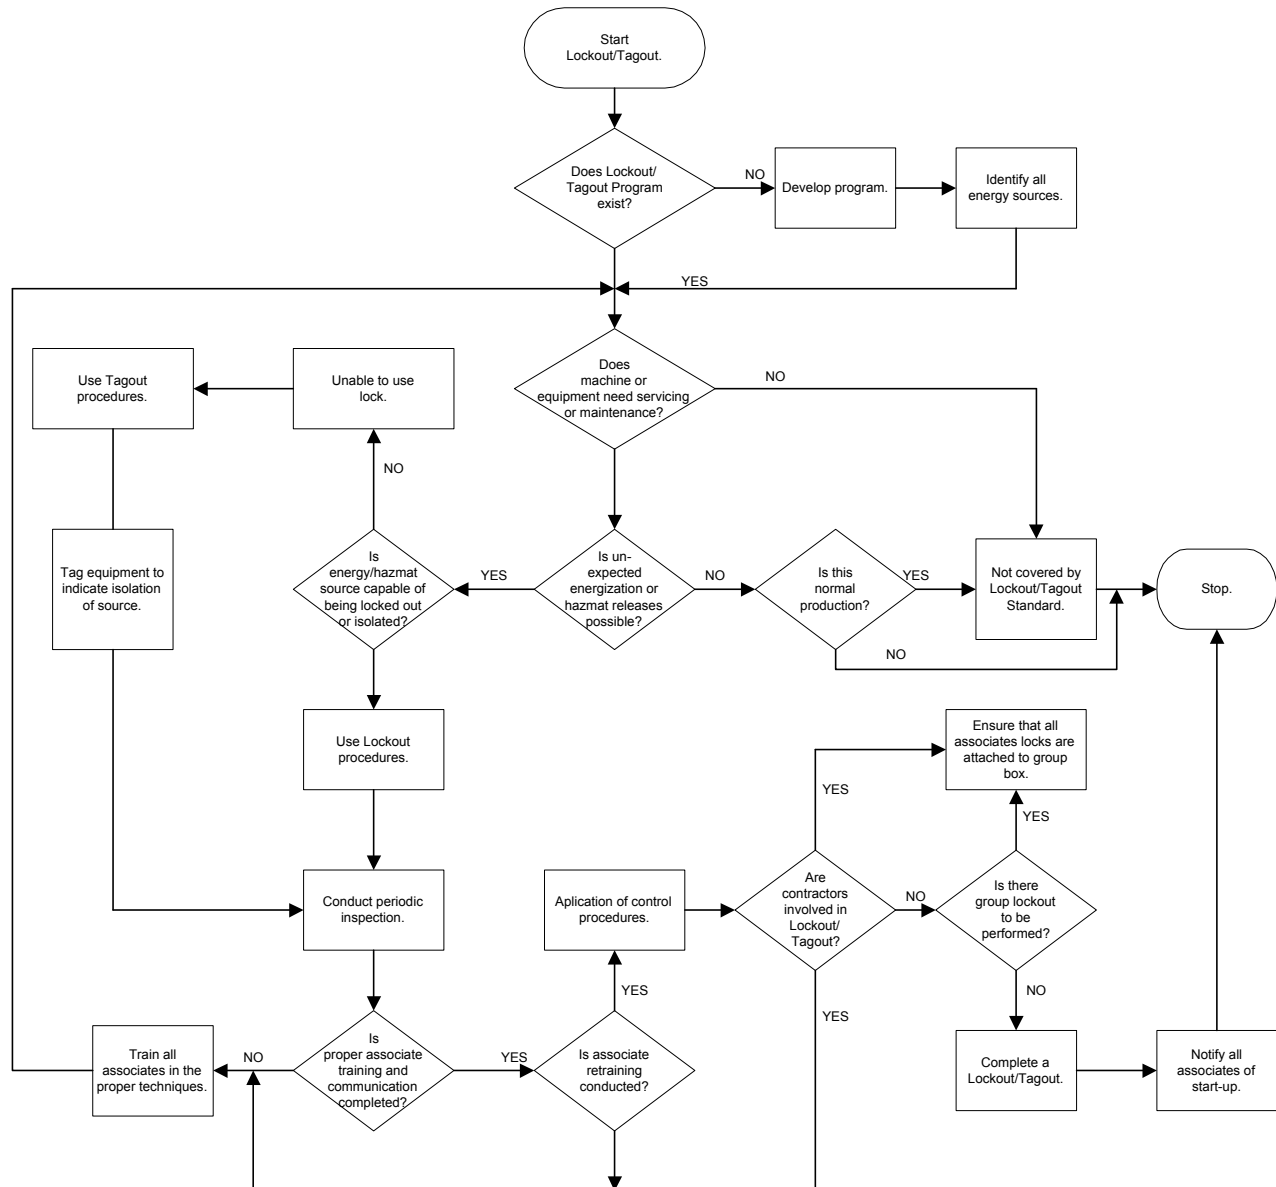 Start
Lockout/Tagout.
Does Lockout/
Tagout Program
exist?
NO
Develop program.
Identify all
energy sources.
YES
Does
machine or
equipment need servicing
or maintenance?
NO
Use Tagout
procedures.
Unable to use
lock.
NO
Tag equipment to
indicate isolation
of source.
Is
energy/hazmat
source capable of
being locked out
or isolated?
YES
Is un-
expected
energization or
hazmat releases
possible?
NO
Is this
normal
production?
YES
NO
Not covered by
Lockout/Tagout
Standard.
Stop.
Use Lockout
procedures.
Ensure that all
associates locks are
attached to group
box.
YES
YES
Conduct periodic
inspection.
Aplication of control
procedures.
Are
contractors
involved in
Lockout/
Tagout?
NO
Is there
group lockout
to be
performed?
YES
YES
NO
Train all
associates in the
proper techniques.
NO
Is
proper associate
training and
communication
completed?
YES
Is associate
retraining
conducted?
Complete a
Lockout/Tagout.
Notify all
associates of
start-up.